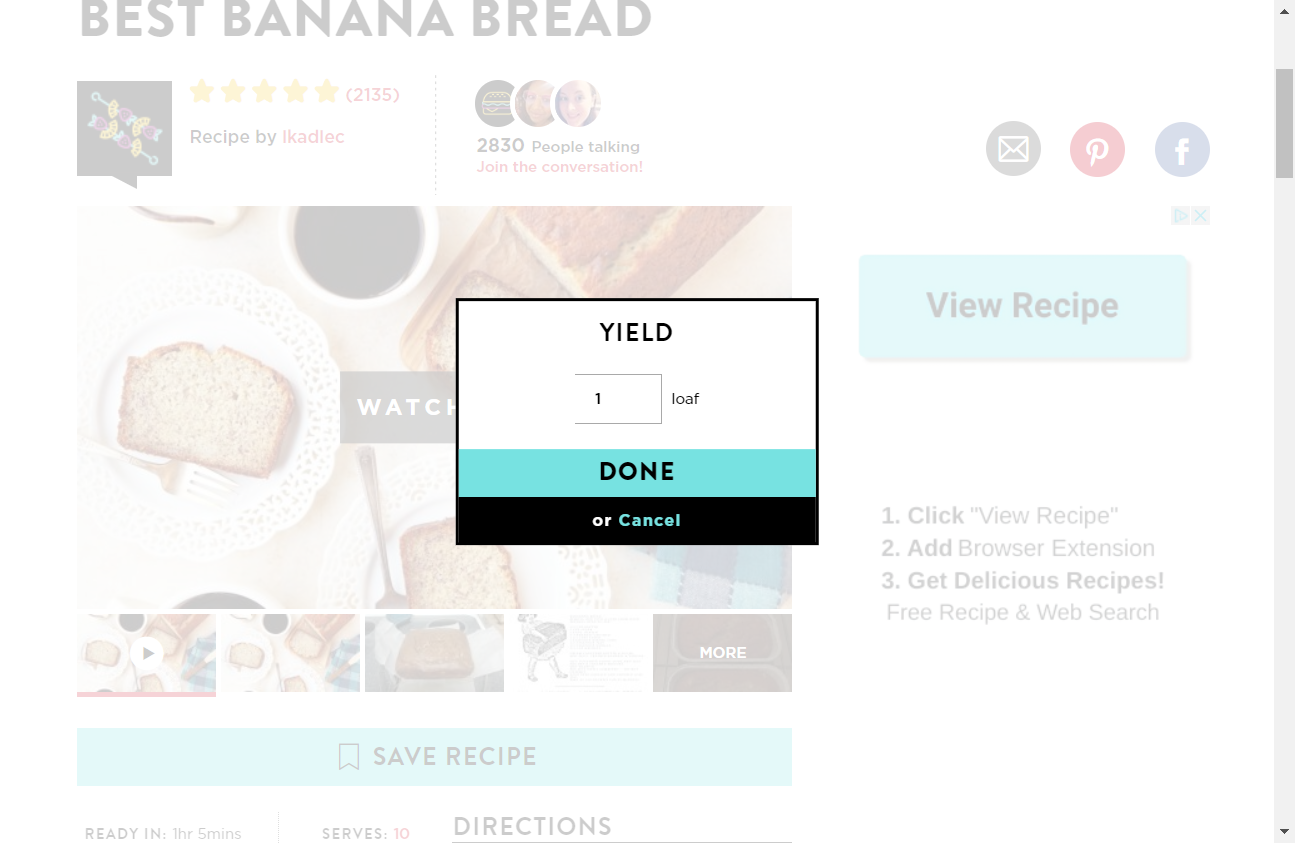 BEST BANANA BREAD
(2135)
Recipe by lkadlec
2830 People talking
Join the conversation!
View Recipe
WATCH
YIELD
1 loaf
DONE
or Cancel
1. Click "View Recipe"
2. Add Browser Extension
3. Get Delicious Recipes!
Free Recipe & Web Search
MORE
SAVE RECIPE
READY IN: 1hr 5mins
SERVES: 10
DIRECTIONS